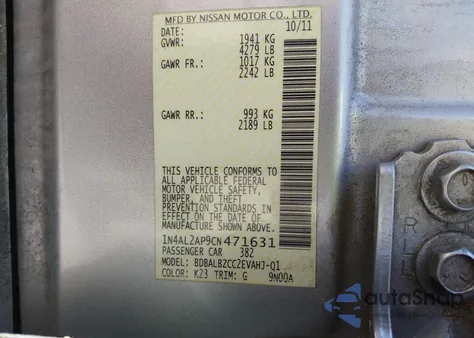 MFD BY NISSAN MOTOR CO., LTD.
DATE: 10/11
GVWR: 1941 KG
4279 LB
GAWR FR.: 1017 KG
2242 LB
GAWR RR.: 993 KG
2189 LB
THIS VEHICLE CONFORMS TO
ALL APPLICABLE FEDERAL
MOTOR VEHICLE SAFETY,
BUMPER, AND THEFT
PREVENTION STANDARDS IN
EFFECT ON THE DATE OF
MANUFACTURE SHOWN ABOVE.
1N4AL2AP9CN471631
PASSENGER CAR 382
MODEL: BDBALBZCC2EVAHJ-Q1
COLOR: K23 TRIM: G 9N00A
autoSnap